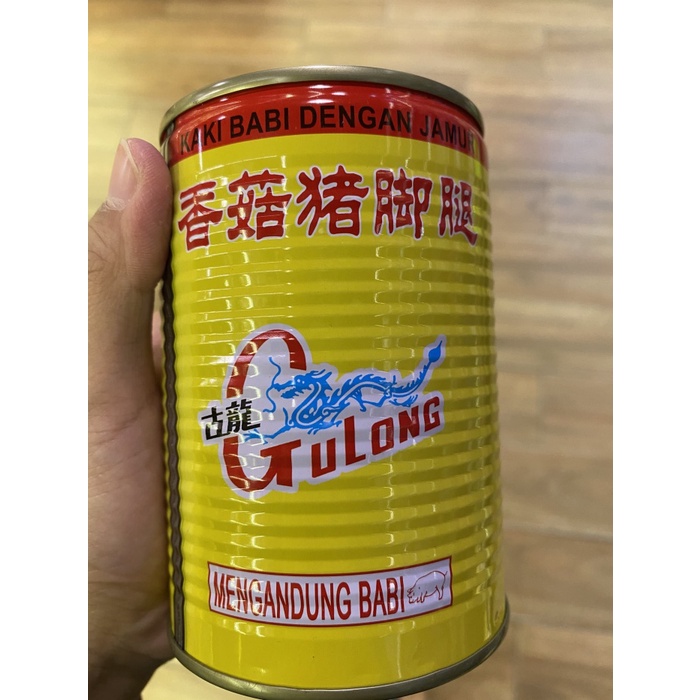 KAKI BABI DENGAN JAMUR
香菇猪脚腿
古龍
GULONG
MENGANDUNG BABI